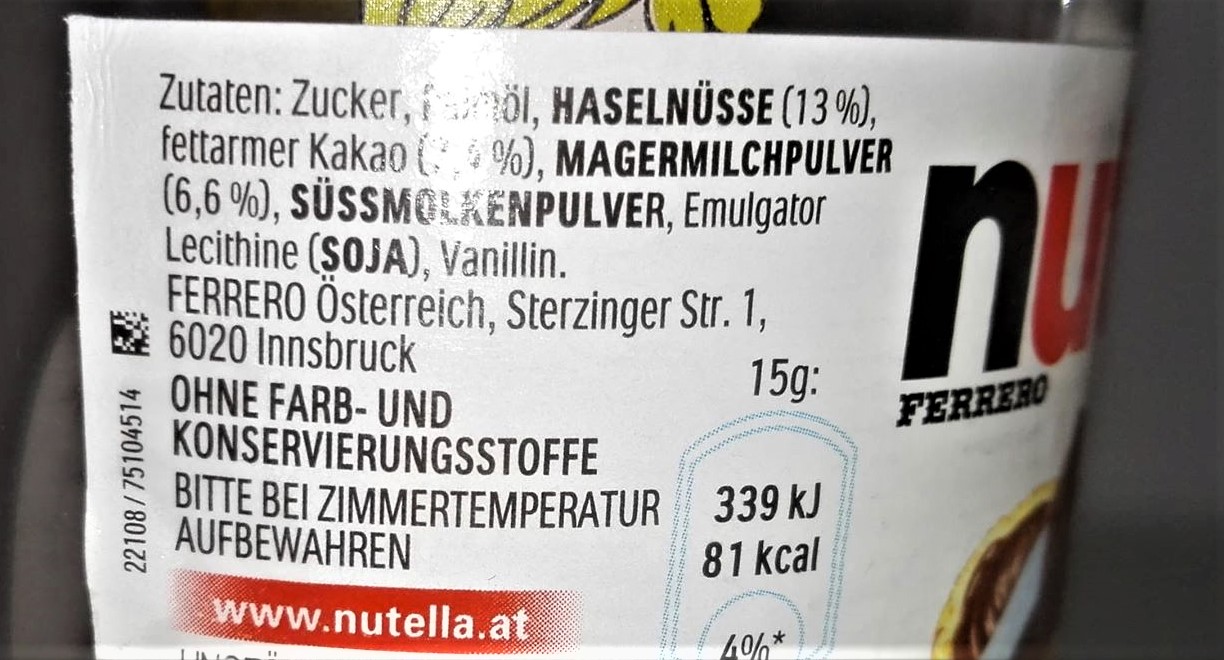 Zutaten: Zucker, HASELNÜSSE (13 %),
fettarmer Kakao %), MAGERMILCHPULVER
(6,6 %), SÜSSMOLKENPULVER, Emulgator
Lecithine (SOJA), Vanillin.
FERRERO Österreich, Sterzinger Str. 1,
6020 Innsbruck
OHNE FARB- UND
KONSERVIERUNGSSTOFFE
BITTE BEI ZIMMERTEMPERATUR
AUFBEWAHREN
www.nutella.at
22108/75104514
15g:
339 kJ
81 kcal
4%*
nu
FERRERO